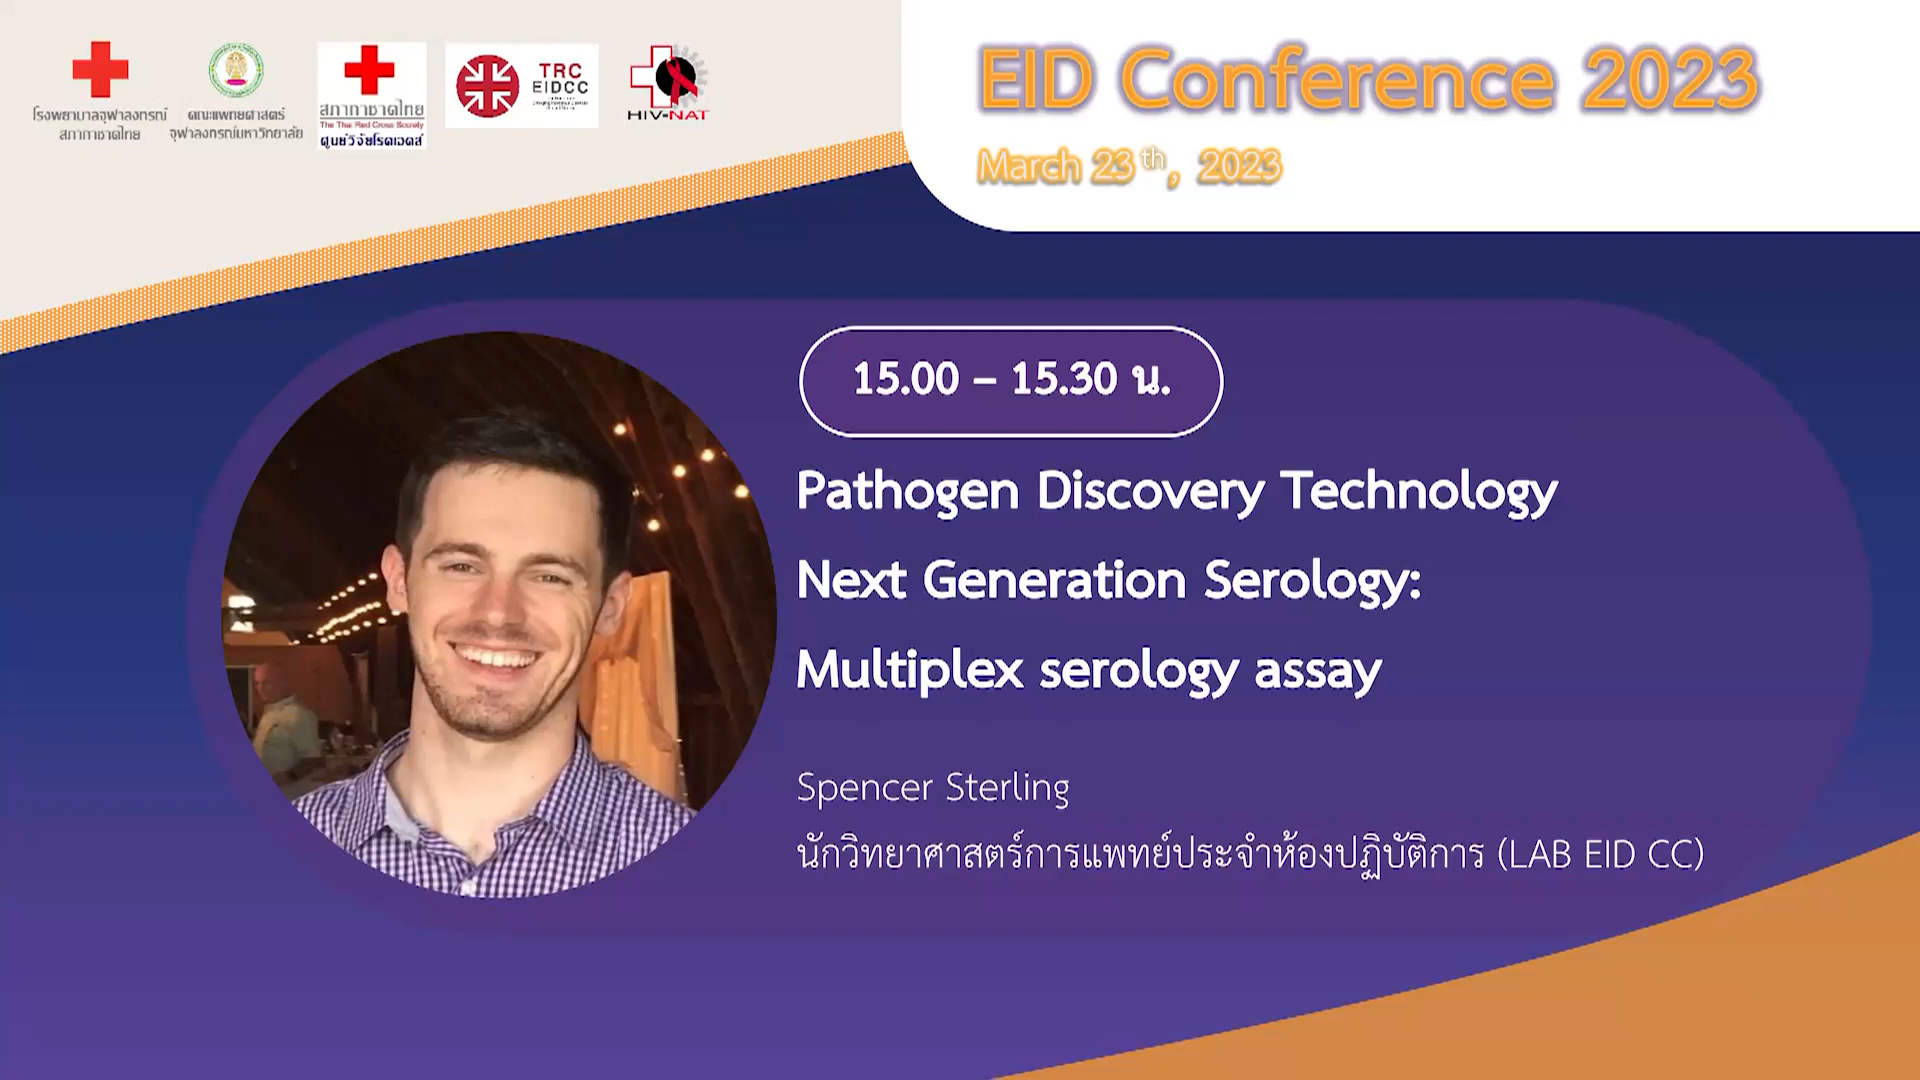 โรงพยาบาลจุฬาลงกรณ์
สภากาชาดไทย
คณะแพทยศาสตร์
จุฬาลงกรณ์มหาวิทยาลัย
สภากาชาดไทย
The Thai Red Cross Society
ศูนย์วิจัยโรคเอดส์
TRC
EIDCC
HIV-NAT
EID Conference 2023
March 23th, 2023
15.00 – 15.30 น.
Pathogen Discovery Technology
Next Generation Serology:
Multiplex serology assay
Spencer Sterling
นักวิทยาศาสตร์การแพทย์ประจำห้องปฏิบัติการ (LAB EID CC)